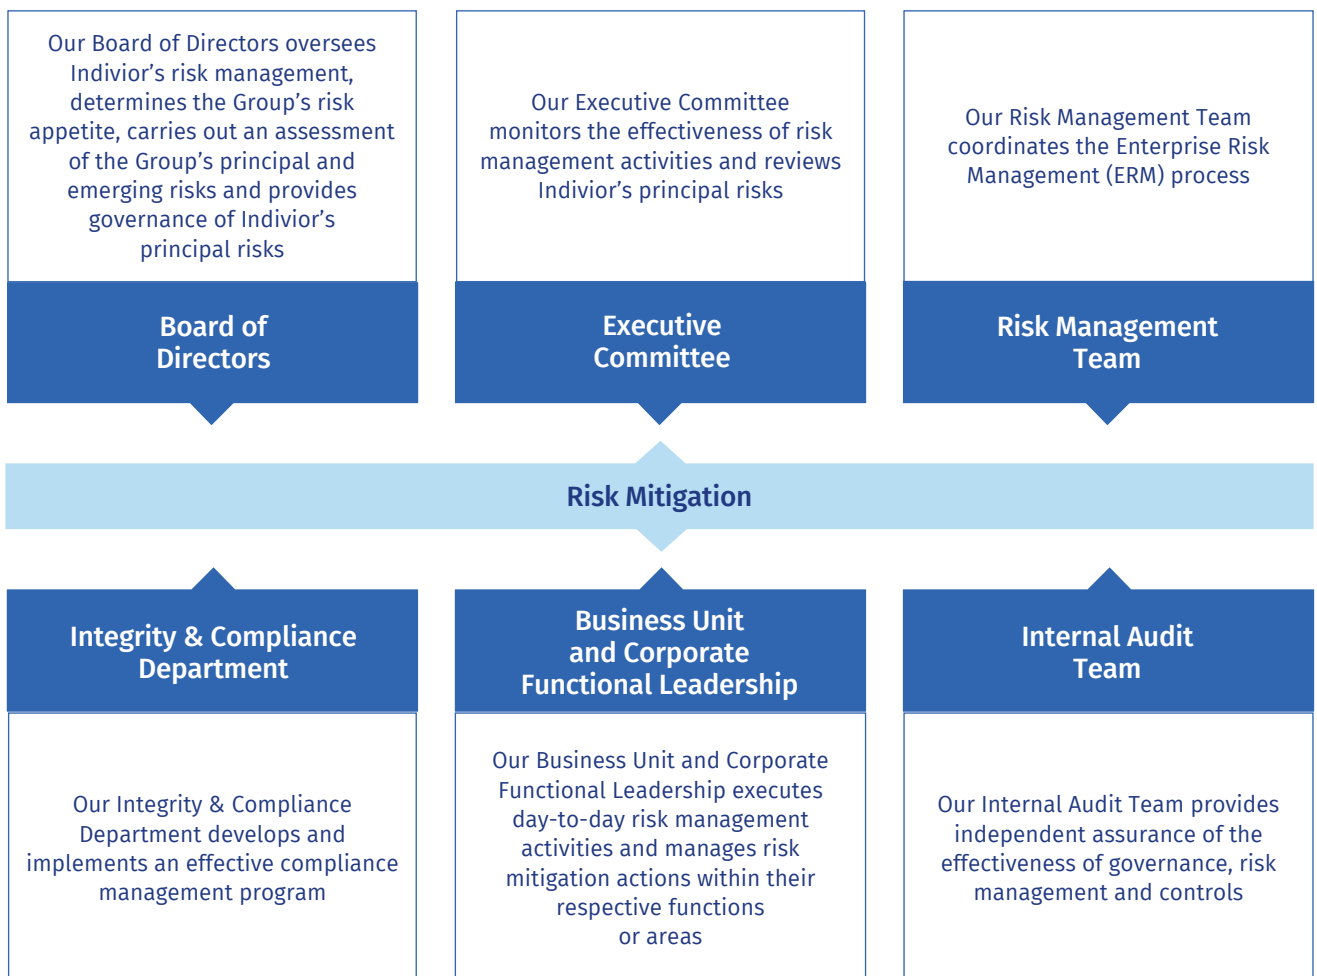 Our Board of Directors oversees
Indivior’s risk management,
determines the Group’s risk
appetite, carries out an assessment
of the Group’s principal and
emerging risks and provides
governance of Indivior’s
principal risks
Board of
Directors
Our Executive Committee
monitors the effectiveness of risk
management activities and reviews
Indivior’s principal risks
Executive
Committee
Our Risk Management Team
coordinates the Enterprise Risk
Management (ERM) process
Risk Management
Team
Risk Mitigation
Integrity & Compliance
Department
Our Integrity & Compliance
Department develops and
implements an effective compliance
management program
Business Unit
and Corporate
Functional Leadership
Our Business Unit and Corporate
Functional Leadership executes
day-to-day risk management
activities and manages risk
mitigation actions within their
respective functions
or areas
Internal Audit
Team
Our Internal Audit Team provides
independent assurance of the
effectiveness of governance, risk
management and controls